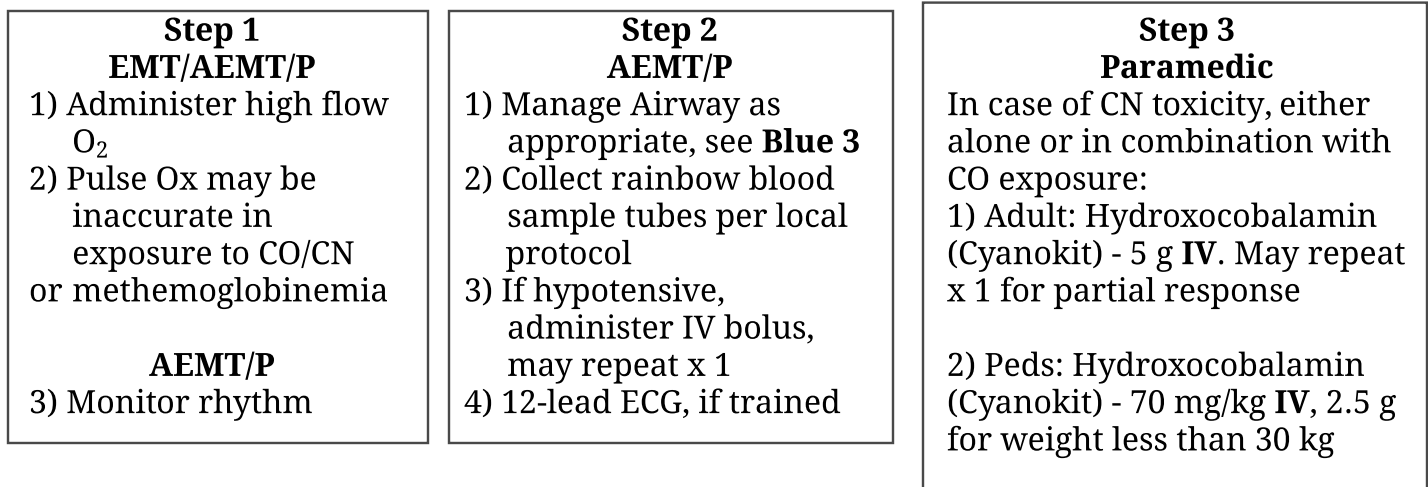 Step 1
EMT/AEMT/P
1) Administer high flow
O₂
2) Pulse Ox may be
inaccurate in
exposure to CO/CN
or methemoglobinemia
AEMT/P
3) Monitor rhythm
Step 2
AEMT/P
1) Manage Airway as
appropriate, see Blue 3
2) Collect rainbow blood
sample tubes per local
protocol
3) If hypotensive,
administer IV bolus,
may repeat x 1
4) 12-lead ECG, if trained
Step 3
Paramedic
In case of CN toxicity, either
alone or in combination with
CO exposure:
1) Adult: Hydroxocobalamin
(Cyanokit) - 5 g IV. May repeat
x 1 for partial response
2) Peds: Hydroxocobalamin
(Cyanokit) - 70 mg/kg IV, 2.5 g
for weight less than 30 kg